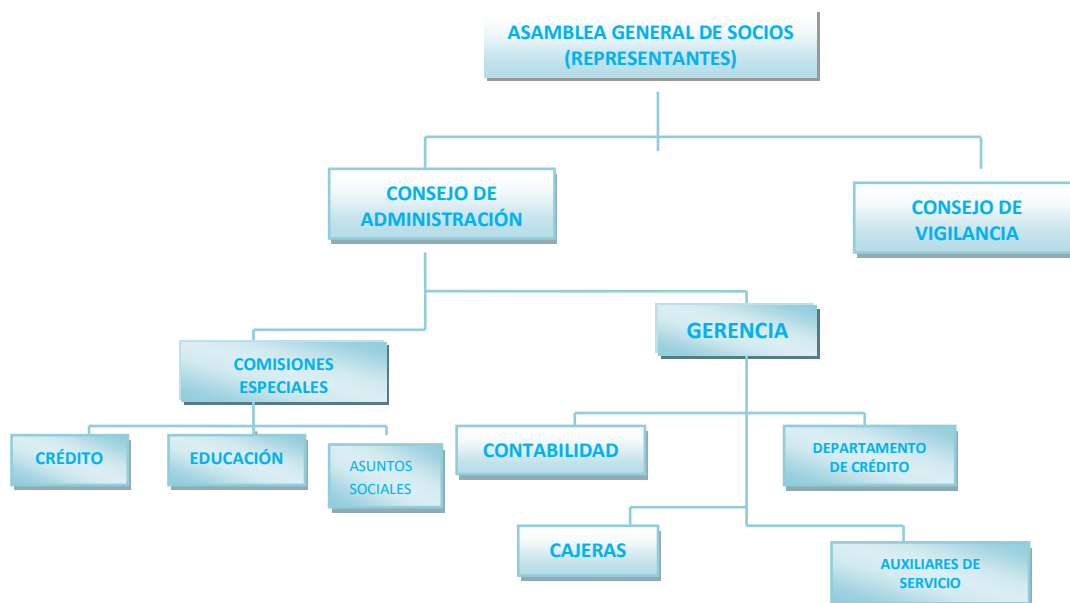 ASAMBLEA GENERAL DE SOCIOS
(REPRESENTANTES)
CONSEJO DE
ADMINISTRACIÓN
CONSEJO DE
VIGILANCIA
GERENCIA
COMISIONES
ESPECIALES
CRÉDITO
EDUCACIÓN
ASUNTOS
SOCIALES
CONTABILIDAD
DEPARTAMENTO
DE CRÉDITO
CAJERAS
AUXILIARES DE
SERVICIO